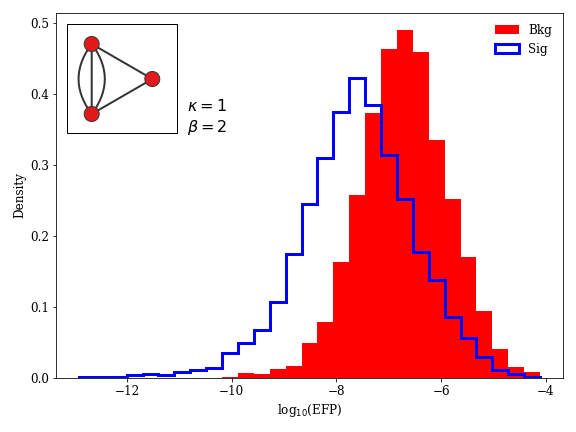 0.5
0.4
0.3
0.2
0.1
0.0
Density
κ = 1
β = 2
Bkg
Sig
−12 −10 −8 −6 −4
log₁₀(EFP)